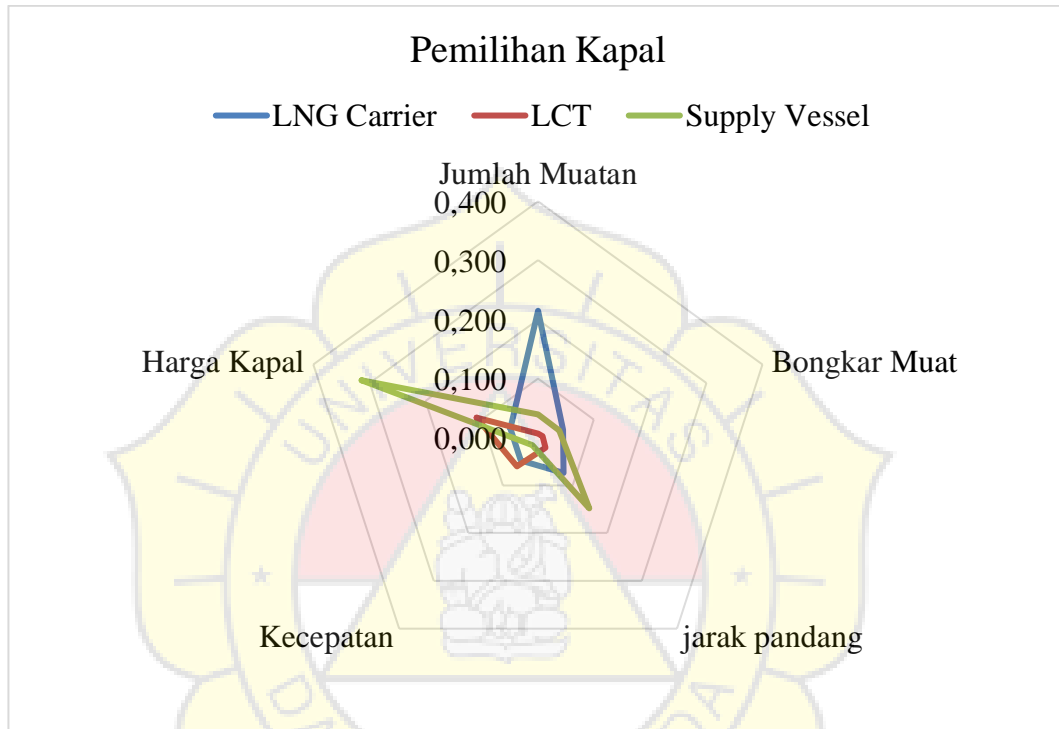 Pemilihan Kapal
LNG Carrier LCT Supply Vessel
Jumlah Muatan
0,400
0,300
0,200
0,100
0,000
Harga Kapal
Bongkar Muat
Kecepatan
jarak pandang
UNIVERSITAS